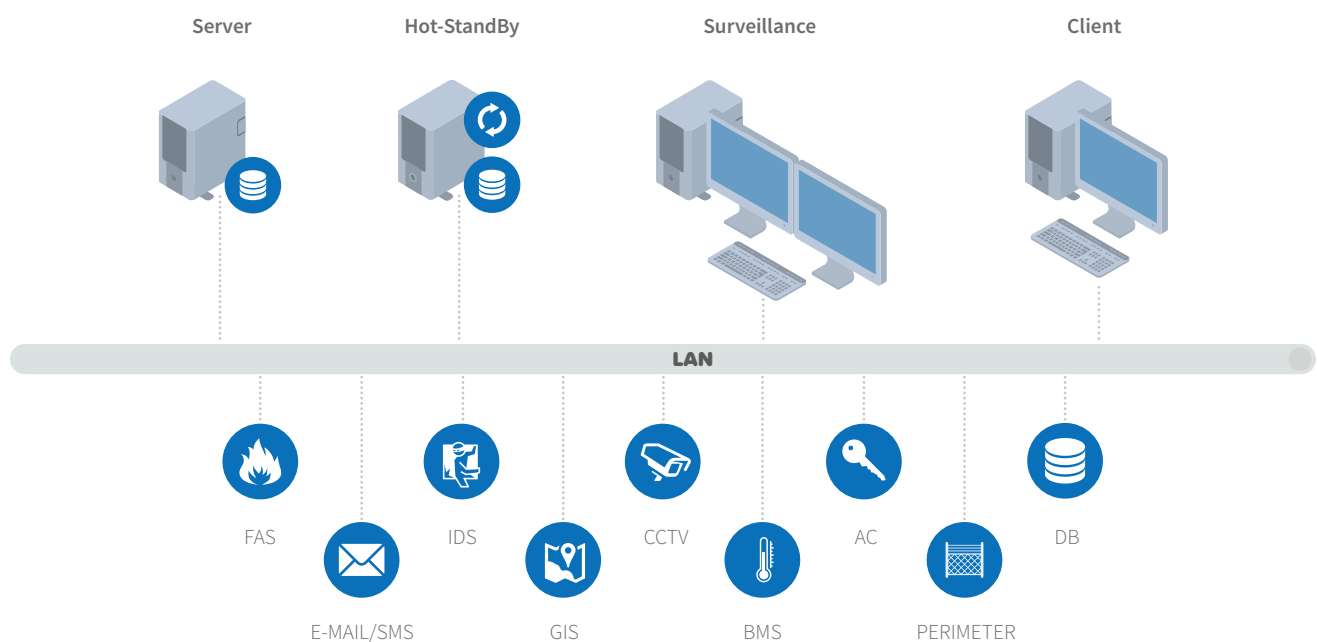 Server
Hot-StandBy
Surveillance
Client
LAN
FAS
IDS
CCTV
AC
DB
E-MAIL/SMS
GIS
BMS
PERIMETER